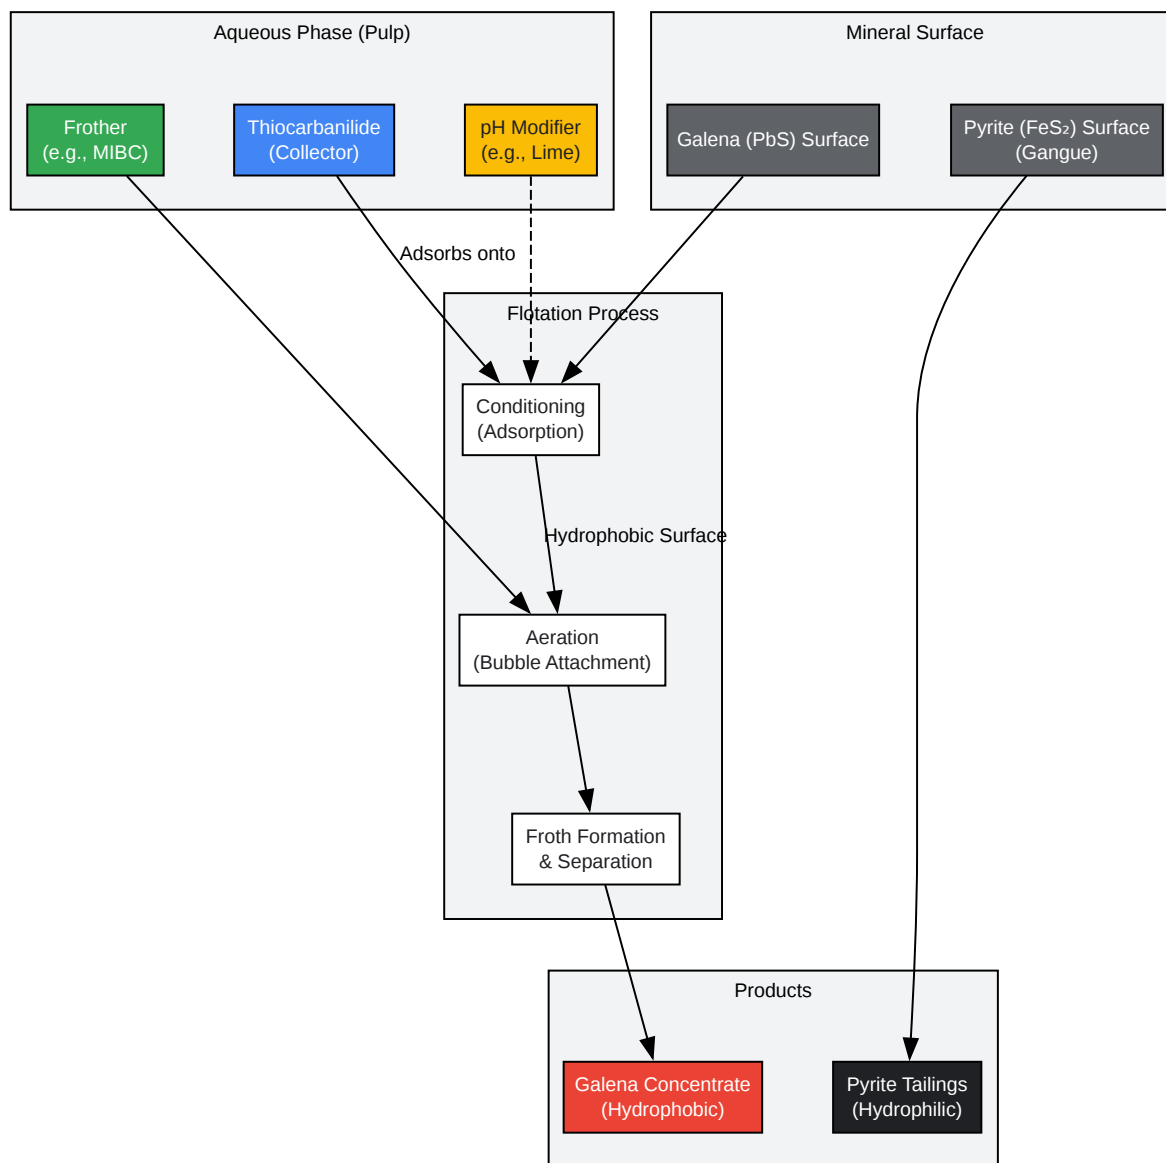 Aqueous Phase (Pulp)
Mineral Surface
Frother
(e.g., MIBC)
Thiocarbanilide
(Collector)
pH Modifier
(e.g., Lime)
Galena (PbS) Surface
Pyrite (FeS₂) Surface
(Gangue)
Adsorbs onto
Flotation Process
Conditioning
(Adsorption)
Hydrophobic Surface
Aeration
(Bubble Attachment)
Froth Formation
& Separation
Products
Galena Concentrate
(Hydrophobic)
Pyrite Tailings
(Hydrophilic)